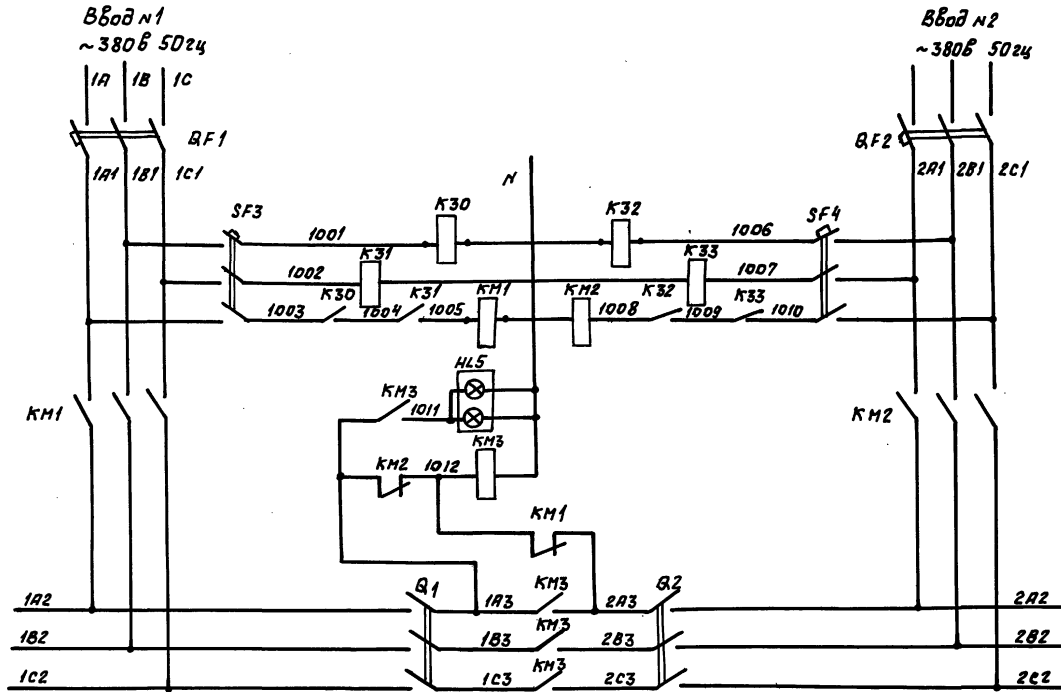 Ввод N1
~380В 50гц
1A 1B 1C
QF1
1A1 1B1 1C1
Ввод N2
~380В 50гц
QF2
2A1 2B1 2C1
N
SF3
1001
K30
K32
1006
SF4
1002
K31
K33
1007
1003
K30
1004
K31
1005
KM1
KM2
1008
K32
1009
K33
1010
KM1
KM2
HL5
KM3
1011
KM2
1012
KM3
KM1
1A2
Q1
1A3
KM3
2A3
Q2
2A2
1B2
1B3
KM3
2B3
2B2
1C2
1C3
KM3
2C3
2C2